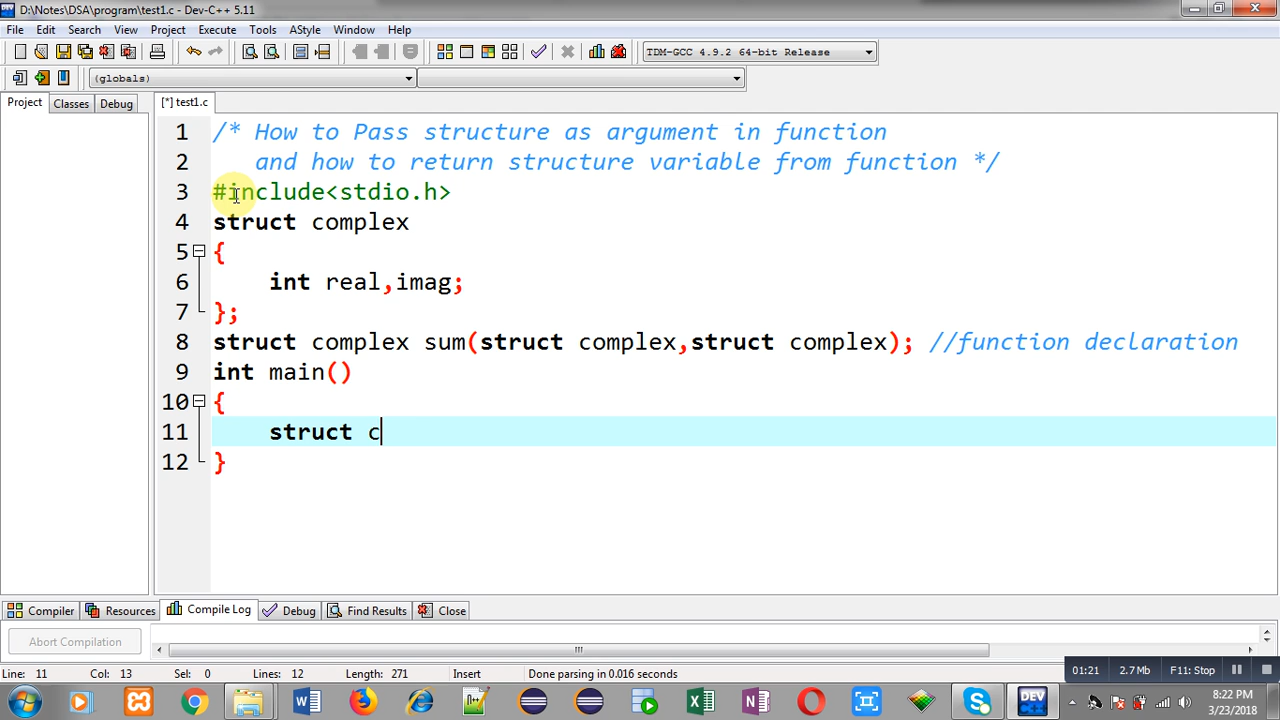 D:\Notes\DSA\program\test1.c - Dev-C++ 5.11
File Edit Search View Project Execute Tools AStyle Window Help
TDM-GCC 4.9.2 64-bit Release
(globals)
Project Classes Debug [*] test1.c
1 /* How to Pass structure as argument in function
2 and how to return structure variable from function */
3 #include<stdio.h>
4 struct complex
5 {
6 int real,imag;
7 };
8 struct complex sum(struct complex,struct complex); //function declaration
9 int main()
10 {
11 struct c
12 }
Compiler Resources Compile Log Debug Find Results Close
Abort Compilation
01:21 2.7 Mb F11: Stop
Line: 11 Col: 13 Sel: 0 Lines: 12 Length: 271 Insert Done parsing in 0.016 seconds
DEV
8:22 PM
3/23/2018